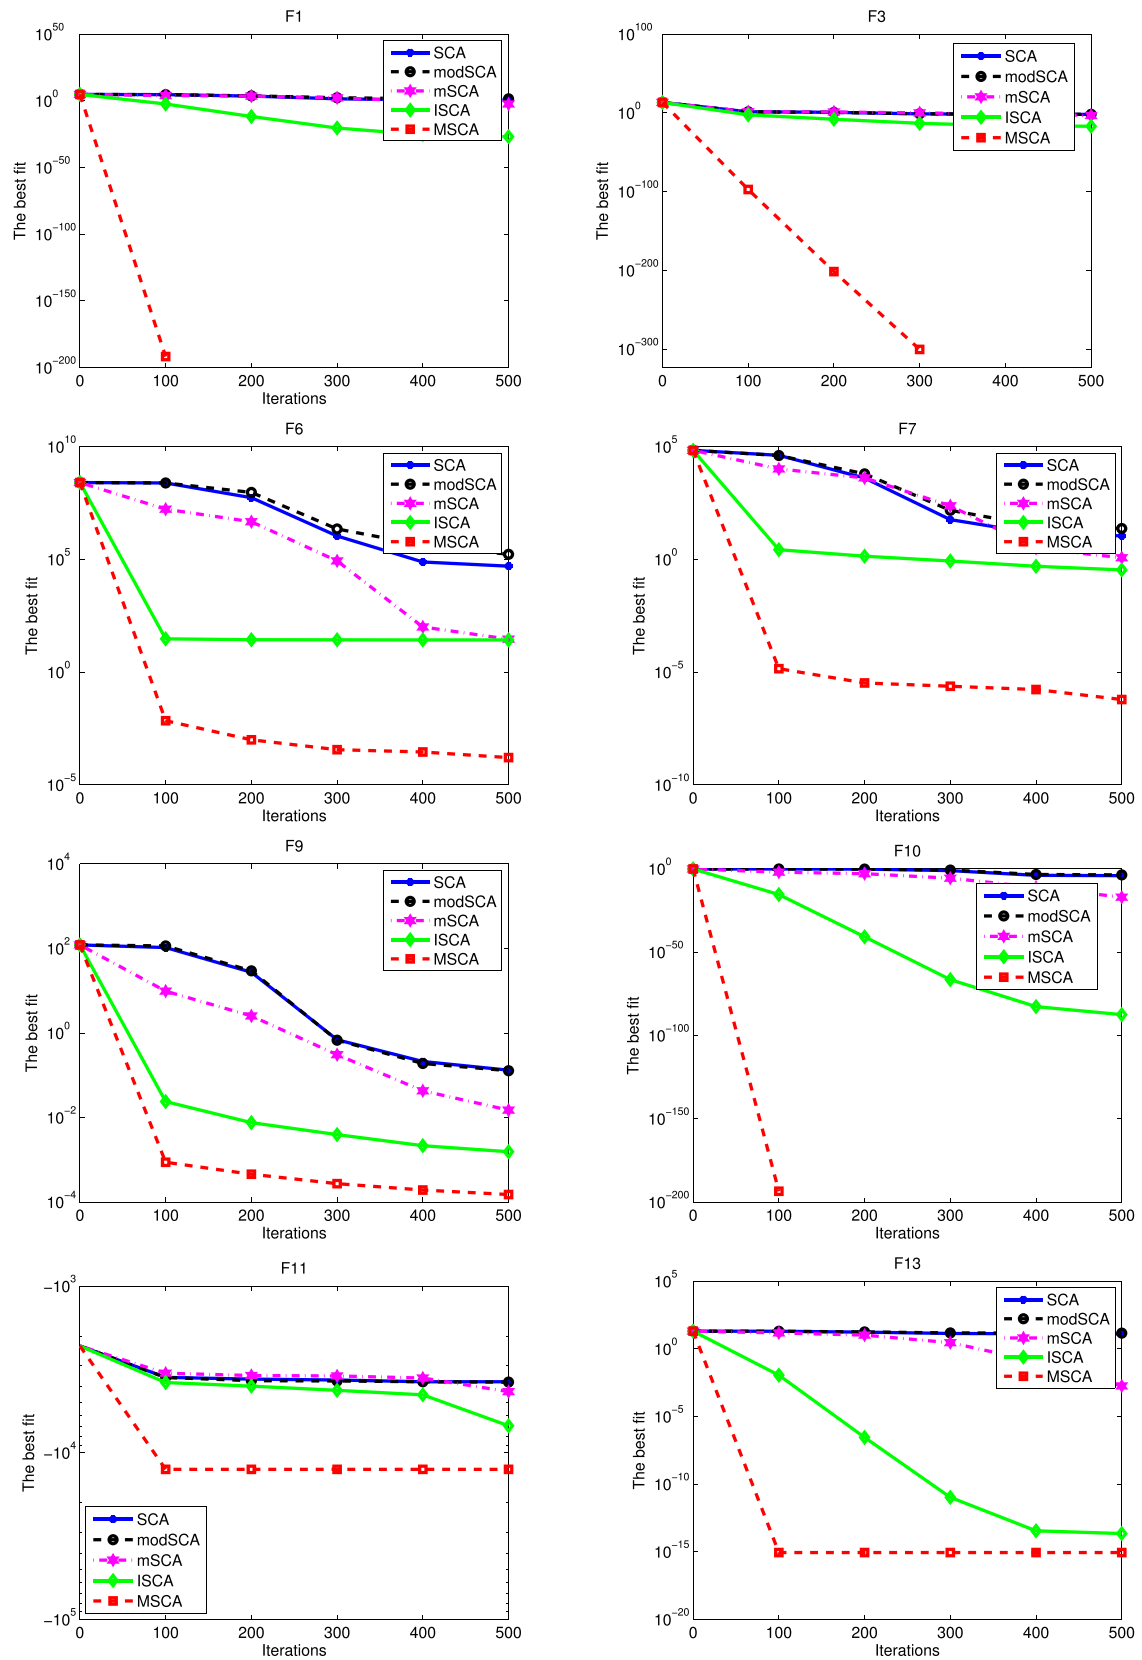 F1
10^50
10^0
10^-50
10^-100
10^-150
10^-200
The best fit
SCA
modSCA
mSCA
ISCA
MSCA
0 100 200 300 400 500
Iterations
F3
10^100
10^0
10^-100
10^-200
10^-300
The best fit
SCA
modSCA
mSCA
ISCA
MSCA
0 100 200 300 400 500
F6
10^10
10^5
10^0
10^-5
The best fit
SCA
modSCA
mSCA
ISCA
MSCA
0 100 200 300 400 500
Iterations
F7
10^5
10^0
10^-5
10^-10
The best fit
SCA
modSCA
mSCA
ISCA
MSCA
0 100 200 300 400 500
Iterations
F9
10^4
10^2
10^0
10^-2
10^-4
The best fit
SCA
modSCA
mSCA
ISCA
MSCA
0 100 200 300 400 500
Iterations
F10
10^0
10^-50
10^-100
10^-150
10^-200
The best fit
SCA
modSCA
mSCA
ISCA
MSCA
0 100 200 300 400 500
Iterations
F11
-10^3
-10^4
-10^5
The best fit
SCA
modSCA
mSCA
ISCA
MSCA
0 100 200 300 400 500
Iterations
F13
10^5
10^0
10^-5
10^-10
10^-15
10^-20
The best fit
SCA
modSCA
mSCA
ISCA
MSCA
0 100 200 300 400 500
Iterations